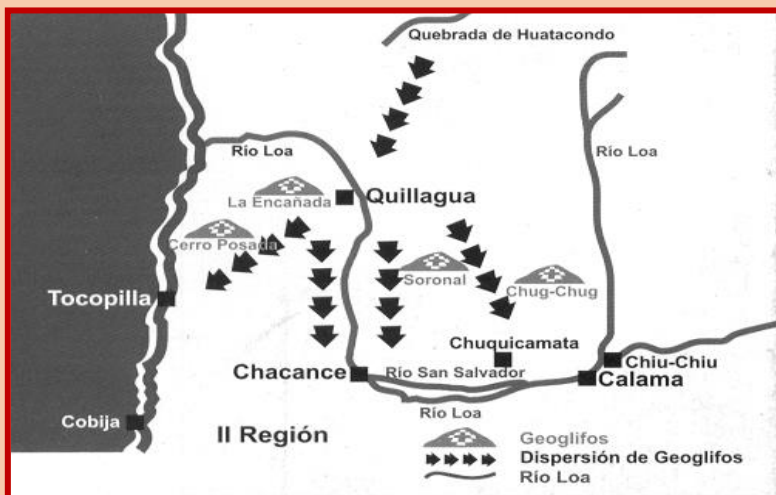 Quebrada de Huatacondo
Río Loa
Río Loa
La Encañada
Quillagua
Cerro Posada
Soronal
Chug-Chug
Tocopilla
Chuquicamata
Chacance
Río San Salvador
Chiu-Chiu
Calama
Río Loa
Cobija
II Región
Geoglifos
Dispersión de Geoglifos
Río Loa